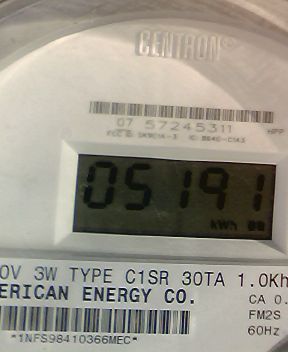 CENTRON®
07 57245311
HPP
05191
kWh
0V 3W TYPE C1SR 30TA 1.0Kh
ERICAN ENERGY CO.
CA 0.
FM2S
60Hz
*1NFS98410366MEC*